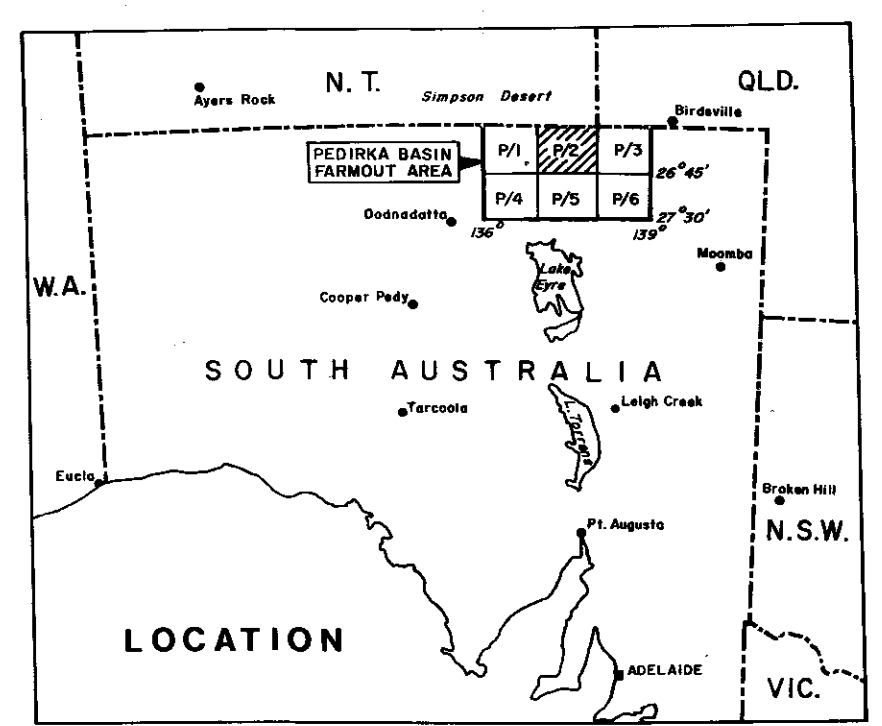 N. T.
QLD.
Ayers Rock
Simpson Desert
Birdsville
PEDIRKA BASIN
FARMOUT AREA
P/1
P/2
P/3
26°45'
P/4
P/5
P/6
27°30'
Oodnadatta
136°
139°
Moomba
Lake
Eyre
W.A.
Cooper Pedy
SOUTH AUSTRALIA
Tarcoola
L. Torrens
Leigh Creek
Eucla
Broken Hill
Pt. Augusta
N.S.W.
LOCATION
ADELAIDE
VIC.